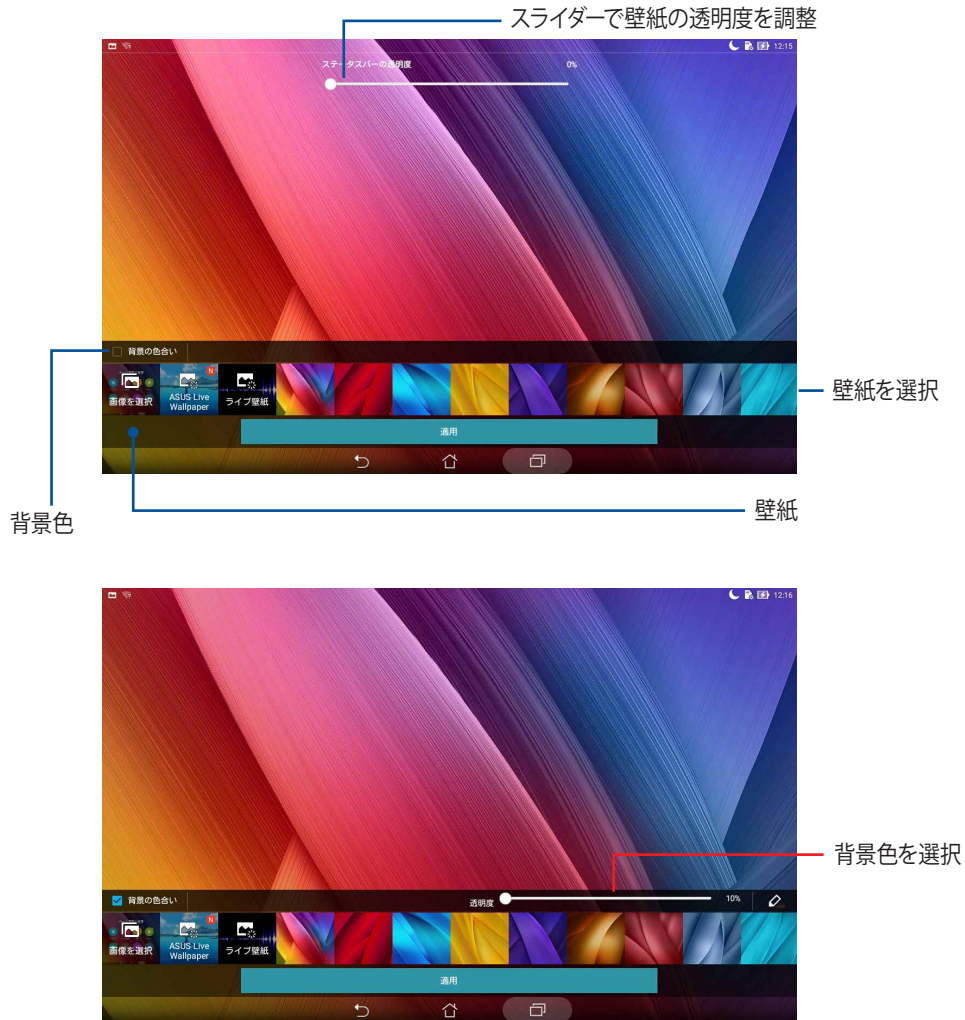 スライダーで壁紙の透明度を調整
12:15
ステータスバーの透明度 0%
背景の色合い
画像を選択
N
ASUS Live
Wallpaper
ライブ壁紙
壁紙を選択
適用
壁紙
背景色
12:16
背景色を選択
背景の色合い
透明度 10%
画像を選択
N
ASUS Live
Wallpaper
ライブ壁紙
適用